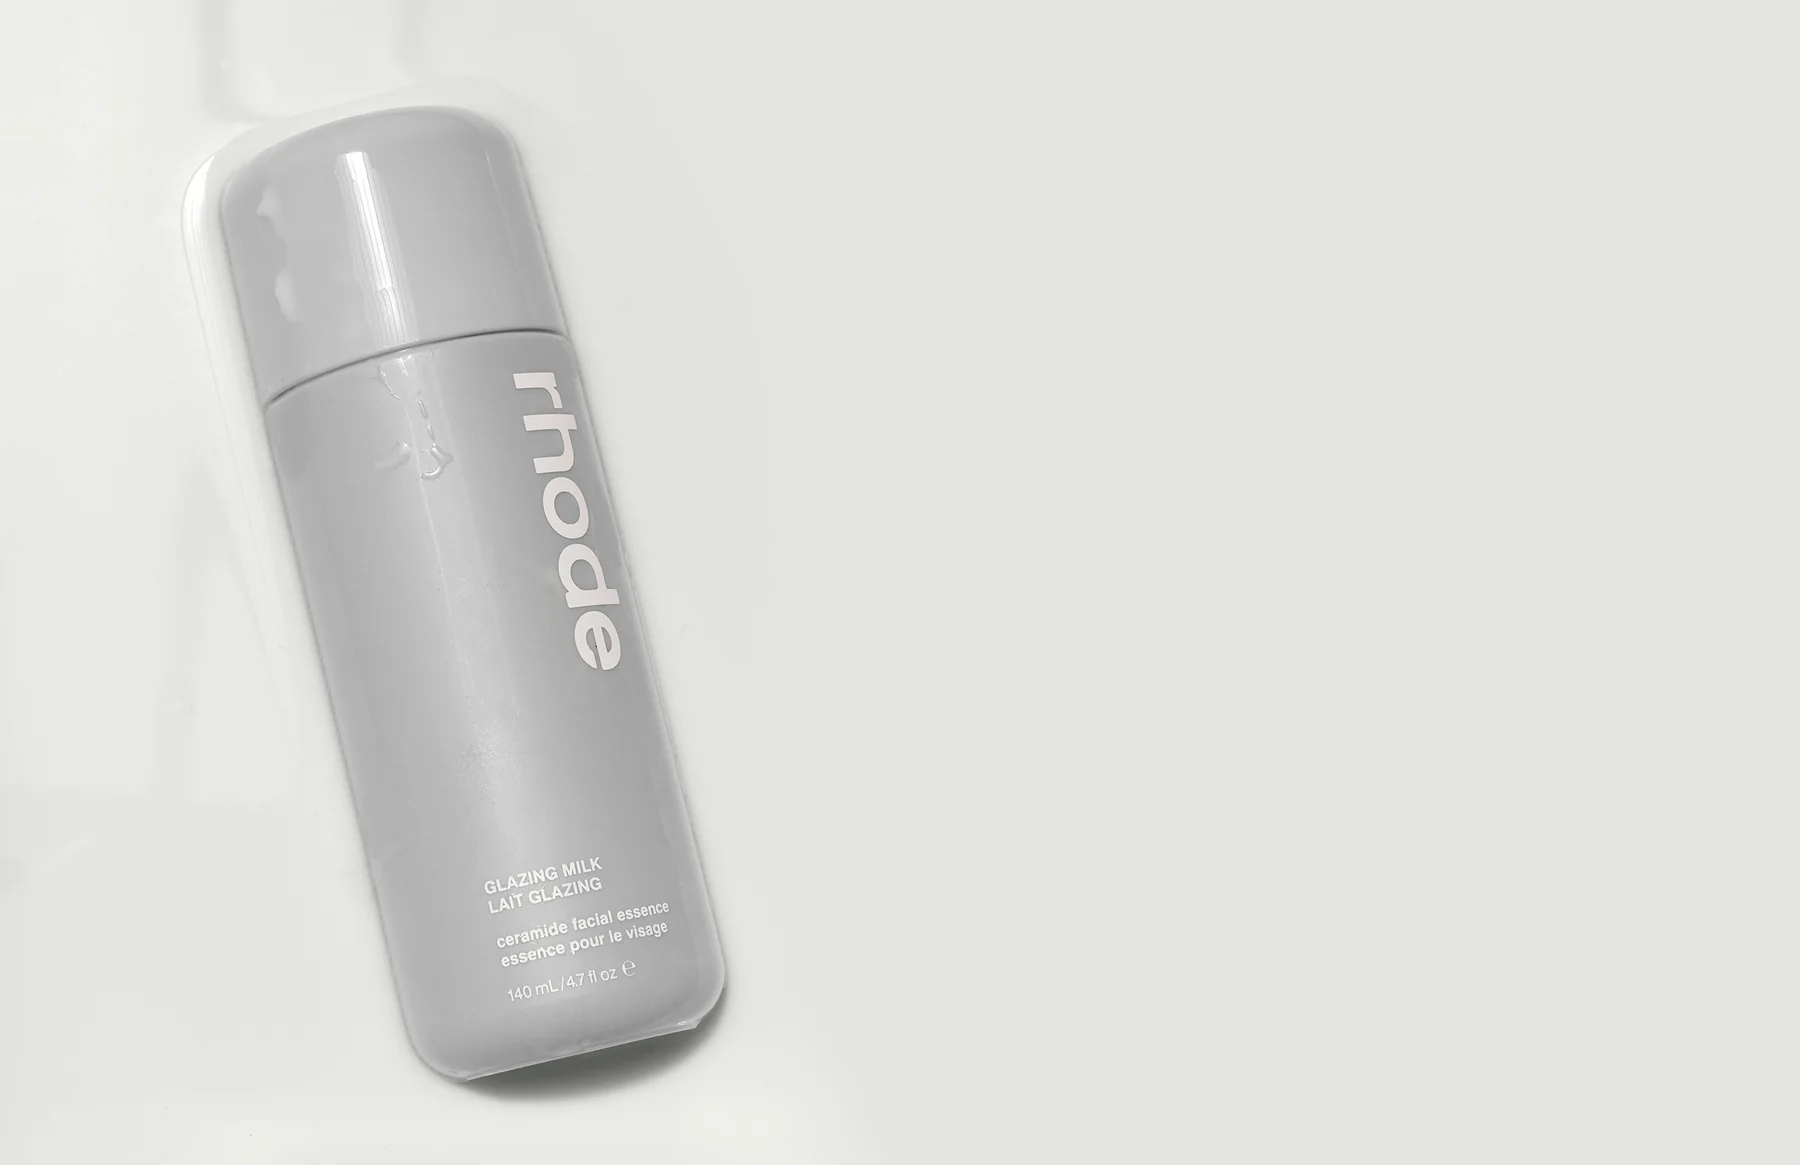 rhode
GLAZING MILK
LAIT GLAZING
ceramide facial essence
essence pour le visage
140 mL/4.7 fl oz ℮